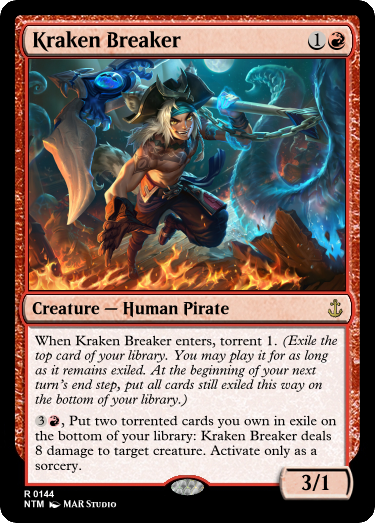 Kraken Breaker 1
Creature — Human Pirate
When Kraken Breaker enters, torrent 1. (Exile the
top card of your library. You may play it for as long
as it remains exiled. At the beginning of your next
turn's end step, put all cards still exiled this way on
the bottom of your library.)
3, Put two torrented cards you own in exile on
the bottom of your library: Kraken Breaker deals
8 damage to target creature. Activate only as a
sorcery.
3/1
R 0144
NTM MAR Studio